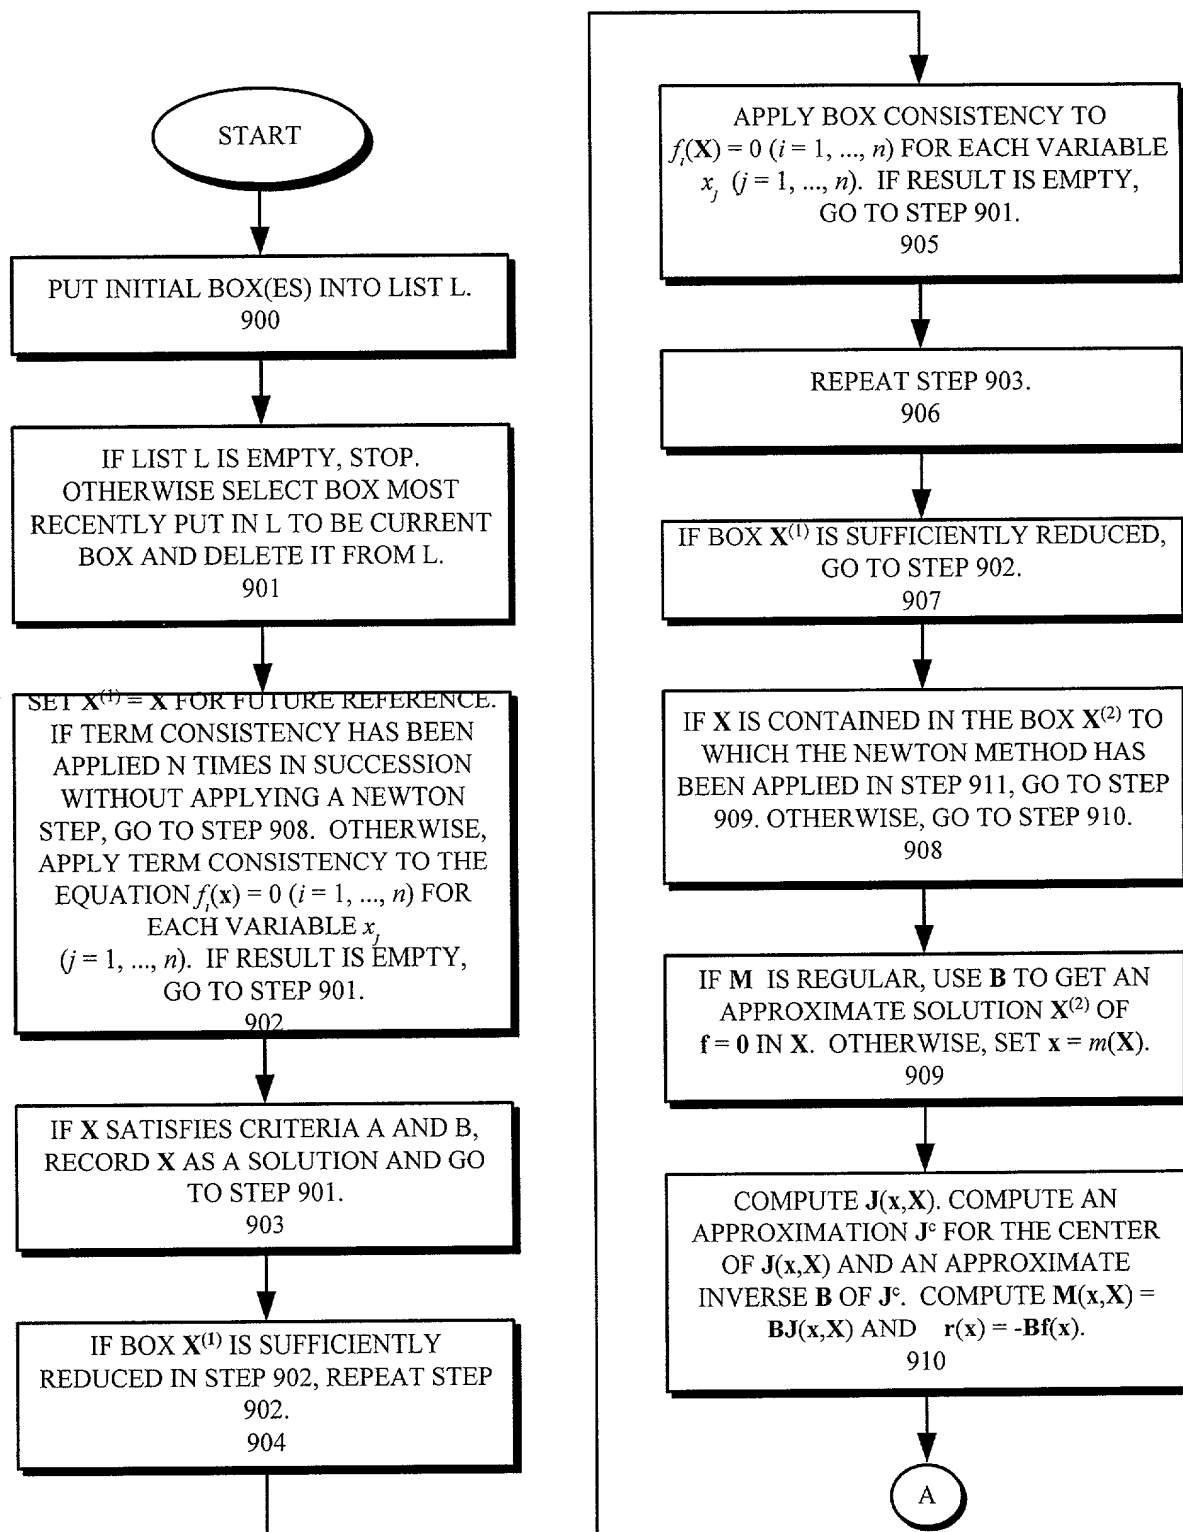 START
PUT INITIAL BOX(ES) INTO LIST L.
900
IF LIST L IS EMPTY, STOP.
OTHERWISE SELECT BOX MOST
RECENTLY PUT IN L TO BE CURRENT
BOX AND DELETE IT FROM L.
901
SET X⁽¹⁾ = X FOR FUTURE REFERENCE.
IF TERM CONSISTENCY HAS BEEN
APPLIED N TIMES IN SUCCESSION
WITHOUT APPLYING A NEWTON
STEP, GO TO STEP 908. OTHERWISE,
APPLY TERM CONSISTENCY TO THE
EQUATION fᵢ(x) = 0 (i = 1, ..., n) FOR
EACH VARIABLE xⱼ
(j = 1, ..., n). IF RESULT IS EMPTY,
GO TO STEP 901.
902
IF X SATISFIES CRITERIA A AND B,
RECORD X AS A SOLUTION AND GO
TO STEP 901.
903
IF BOX X⁽¹⁾ IS SUFFICIENTLY
REDUCED IN STEP 902, REPEAT STEP
902.
904
APPLY BOX CONSISTENCY TO
fᵢ(X) = 0 (i = 1, ..., n) FOR EACH VARIABLE
xⱼ (j = 1, ..., n). IF RESULT IS EMPTY,
GO TO STEP 901.
905
REPEAT STEP 903.
906
IF BOX X⁽¹⁾ IS SUFFICIENTLY REDUCED,
GO TO STEP 902.
907
IF X IS CONTAINED IN THE BOX X⁽²⁾ TO
WHICH THE NEWTON METHOD HAS
BEEN APPLIED IN STEP 911, GO TO STEP
909. OTHERWISE, GO TO STEP 910.
908
IF M IS REGULAR, USE B TO GET AN
APPROXIMATE SOLUTION X⁽²⁾ OF
f = 0 IN X. OTHERWISE, SET x = m(X).
909
COMPUTE J(x,X). COMPUTE AN
APPROXIMATION Jᶜ FOR THE CENTER
OF J(x,X) AND AN APPROXIMATE
INVERSE B OF Jᶜ. COMPUTE M(x,X) =
BJ(x,X) AND r(x) = -Bf(x).
910
A